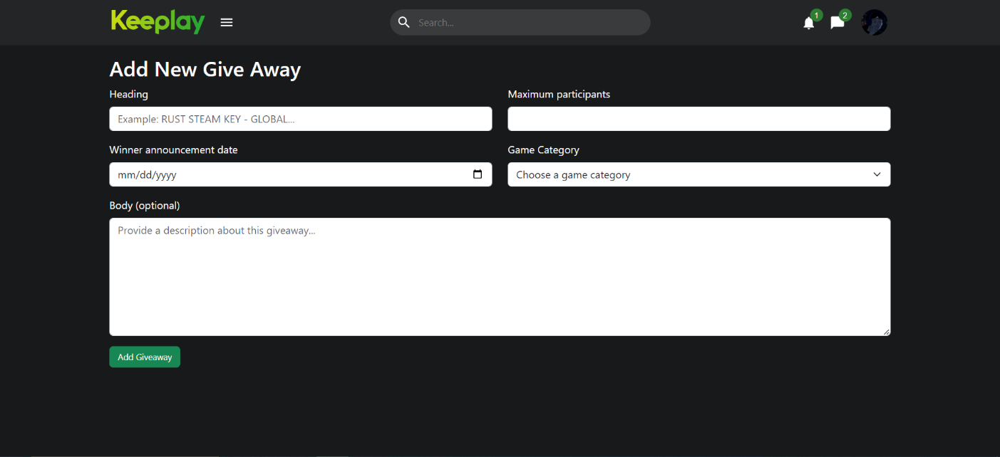 Keeplay
Search...
1
2
Add New Give Away
Heading
Maximum participants
Example: RUST STEAM KEY - GLOBAL...
Winner announcement date
Game Category
mm/dd/yyyy
Choose a game category
Body (optional)
Provide a description about this giveaway...
Add Giveaway